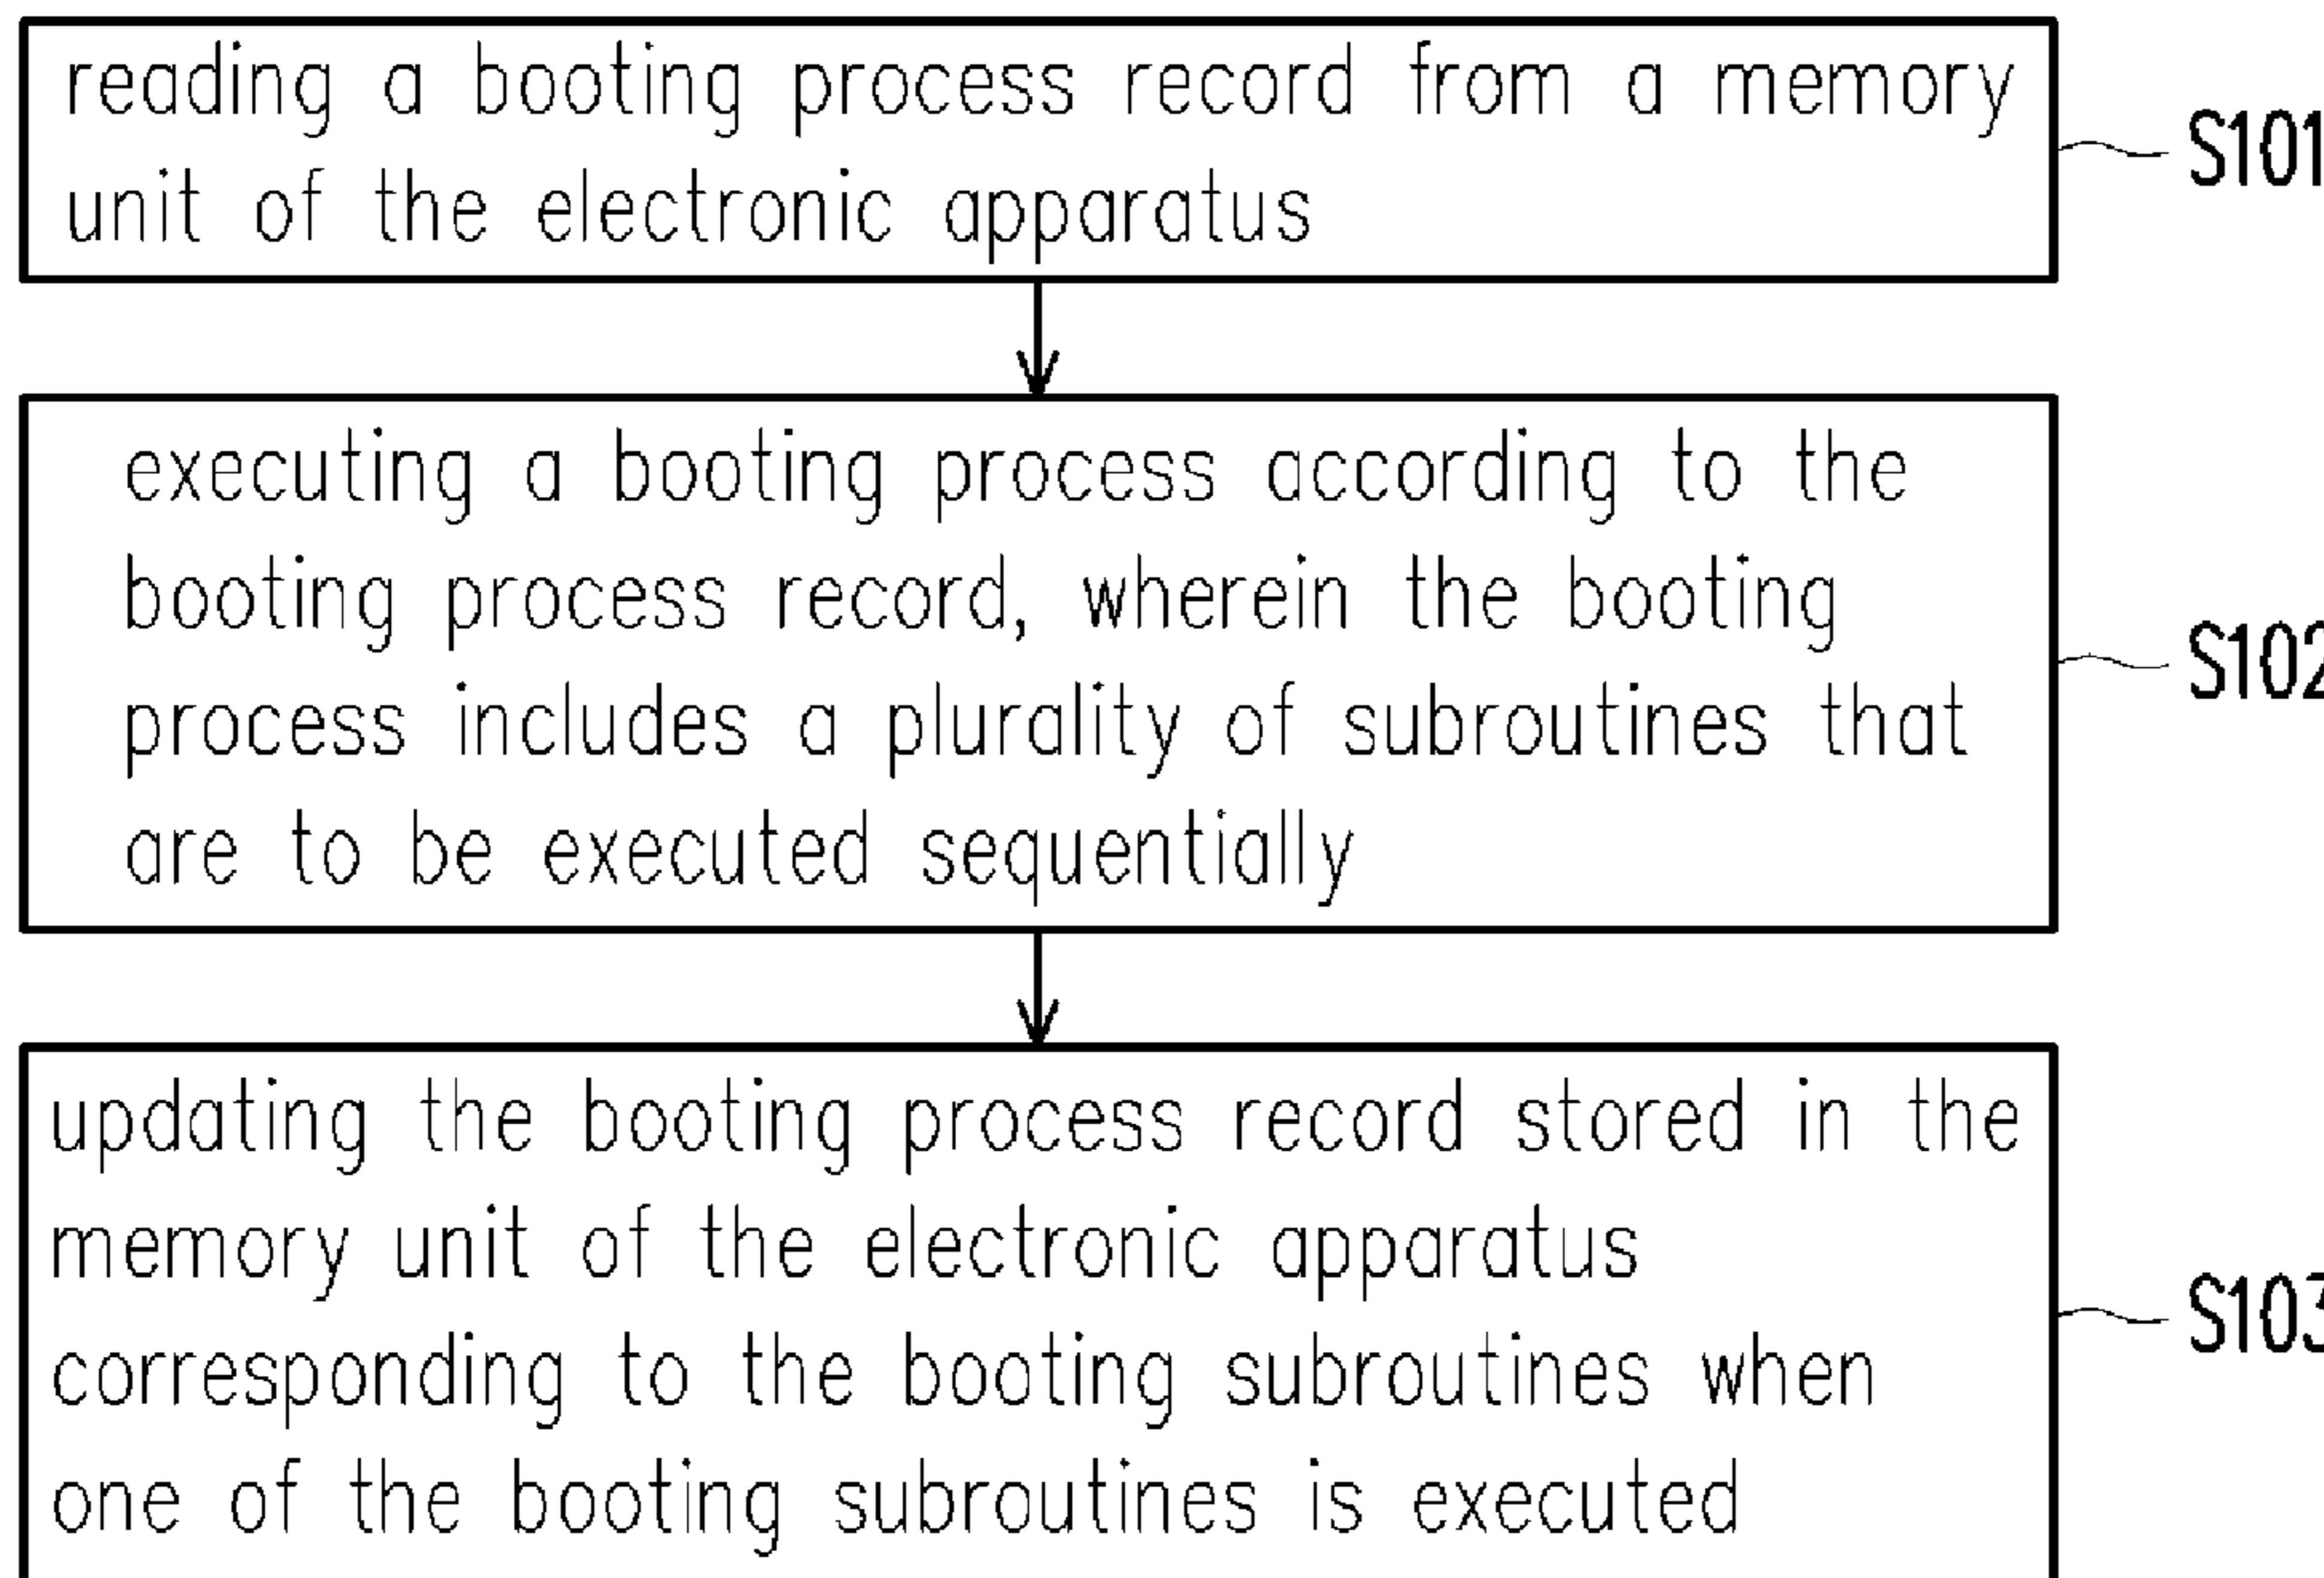 reading a booting process record from a memory
unit of the electronic apparatus
S101
executing a booting process according to the
booting process record, wherein the booting
process includes a plurality of subroutines that
are to be executed sequentially
S102
updating the booting process record stored in the
memory unit of the electronic apparatus
corresponding to the booting subroutines when
one of the booting subroutines is executed
S103